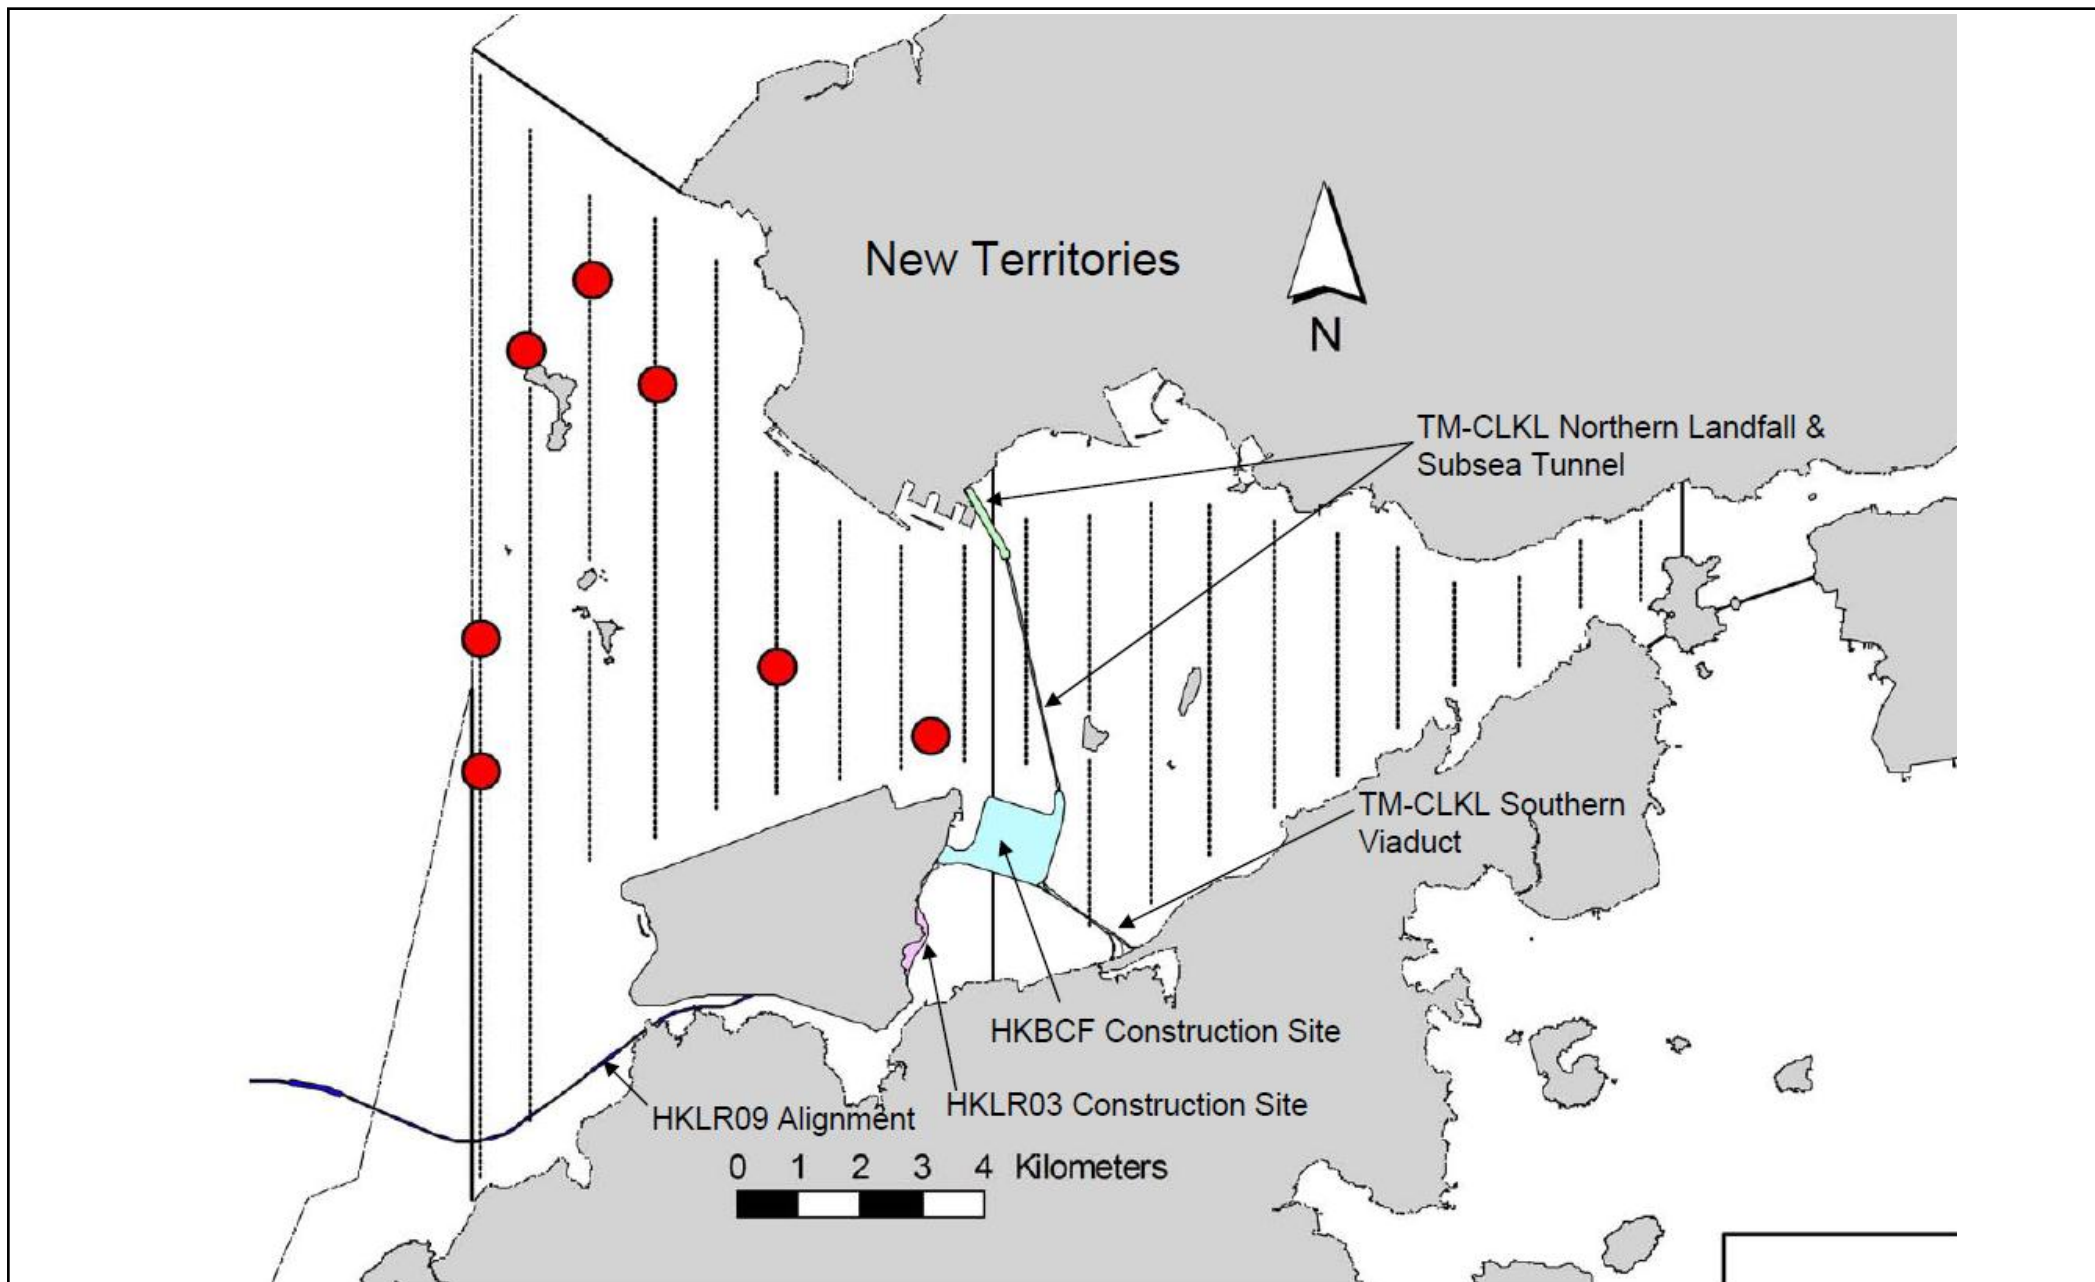 New Territories
N
TM-CLKL Northern Landfall &
Subsea Tunnel
TM-CLKL Southern
Viaduct
HKBCF Construction Site
HKLR03 Construction Site
HKLR09 Alignment
0 1 2 3 4 Kilometers